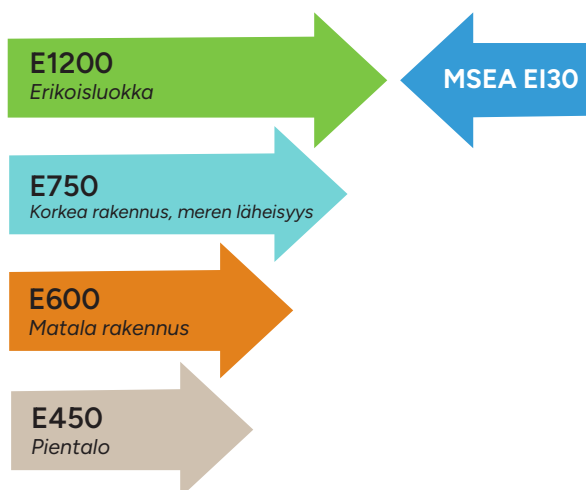 E1200
Erikoisluokka
MSEA EI30
E750
Korkea rakennus, meren läheisyys
E600
Matala rakennus
E450
Pientalo